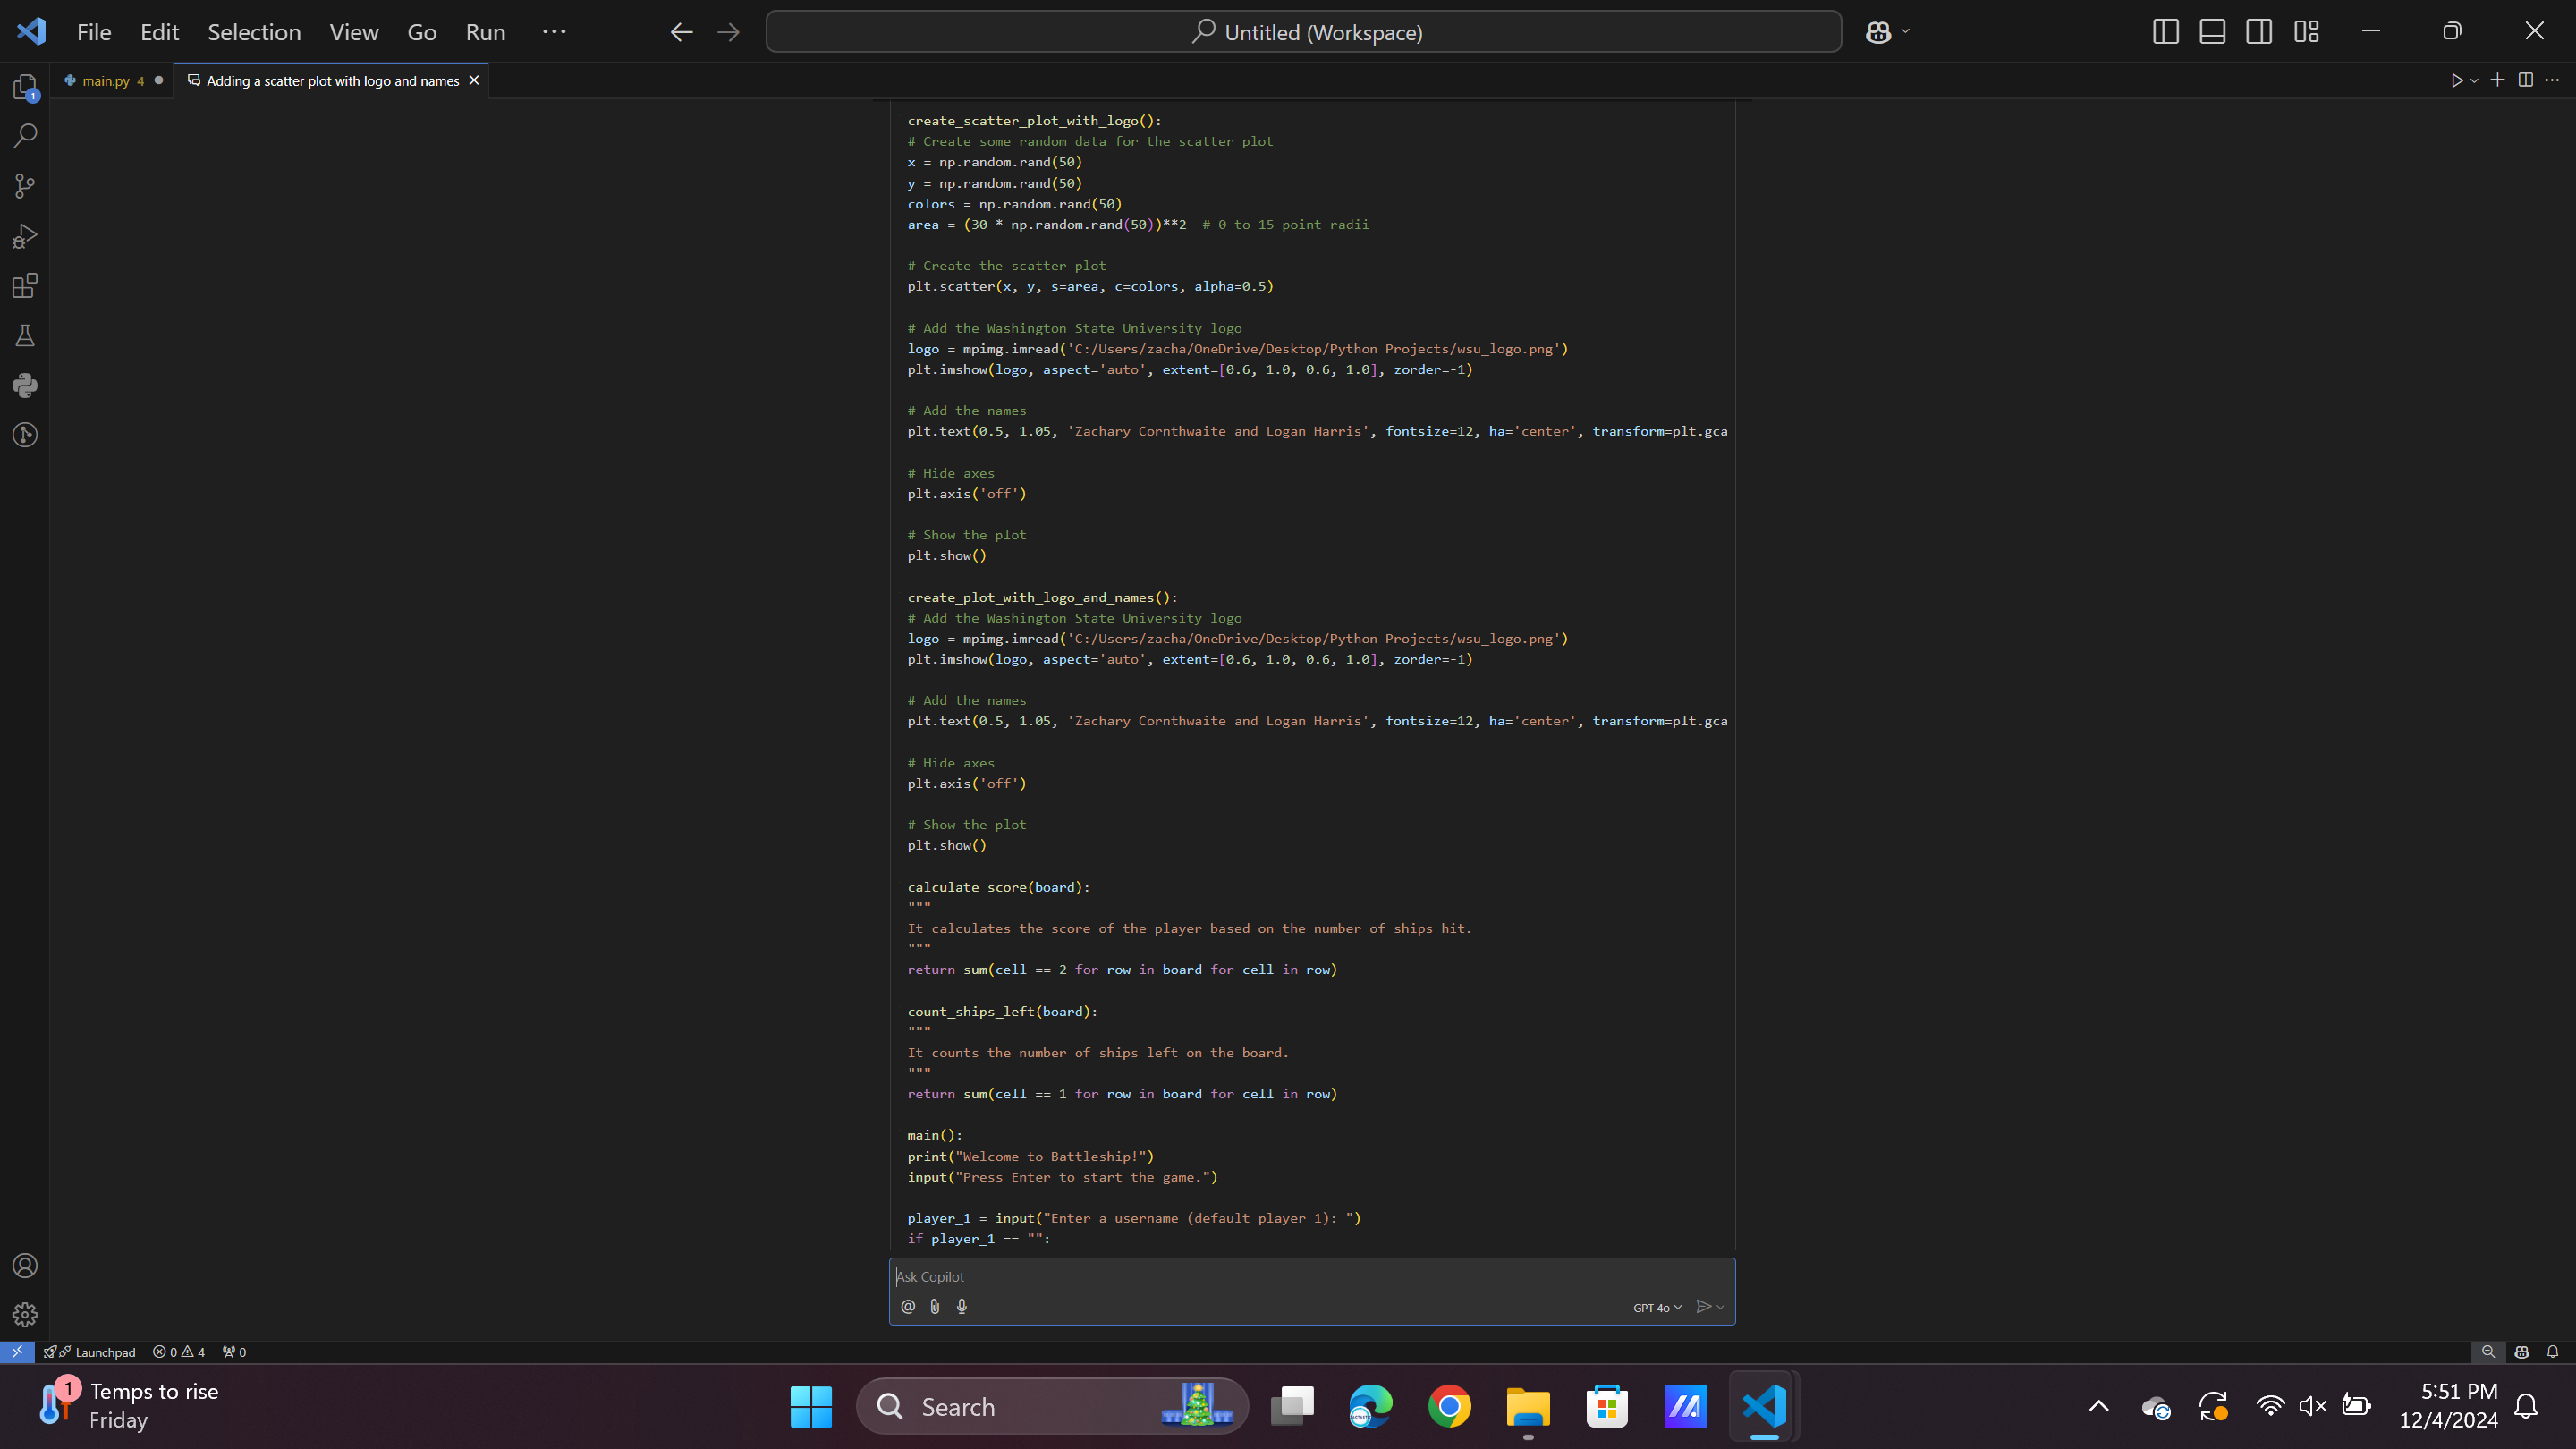 File Edit Selection View Go Run ··· Untitled (Workspace)
main.py 4 Adding a scatter plot with logo and names
1
create_scatter_plot_with_logo():
# Create some random data for the scatter plot
x = np.random.rand(50)
y = np.random.rand(50)
colors = np.random.rand(50)
area = (30 * np.random.rand(50))**2  # 0 to 15 point radii
# Create the scatter plot
plt.scatter(x, y, s=area, c=colors, alpha=0.5)
# Add the Washington State University logo
logo = mpimg.imread('C:/Users/zacha/OneDrive/Desktop/Python Projects/wsu_logo.png')
plt.imshow(logo, aspect='auto', extent=[0.6, 1.0, 0.6, 1.0], zorder=-1)
# Add the names
plt.text(0.5, 1.05, 'Zachary Cornthwaite and Logan Harris', fontsize=12, ha='center', transform=plt.gca
# Hide axes
plt.axis('off')
# Show the plot
plt.show()
create_plot_with_logo_and_names():
# Add the Washington State University logo
logo = mpimg.imread('C:/Users/zacha/OneDrive/Desktop/Python Projects/wsu_logo.png')
plt.imshow(logo, aspect='auto', extent=[0.6, 1.0, 0.6, 1.0], zorder=-1)
# Add the names
plt.text(0.5, 1.05, 'Zachary Cornthwaite and Logan Harris', fontsize=12, ha='center', transform=plt.gca
# Hide axes
plt.axis('off')
# Show the plot
plt.show()
calculate_score(board):
"""
It calculates the score of the player based on the number of ships hit.
"""
return sum(cell == 2 for row in board for cell in row)
count_ships_left(board):
"""
It counts the number of ships left on the board.
"""
return sum(cell == 1 for row in board for cell in row)
main():
print("Welcome to Battleship!")
input("Press Enter to start the game.")
player_1 = input("Enter a username (default player 1): ")
if player_1 == "":
Ask Copilot
@ GPT 4o
Launchpad 0 4 0
1 Temps to rise
Friday
Search
5:51 PM
12/4/2024